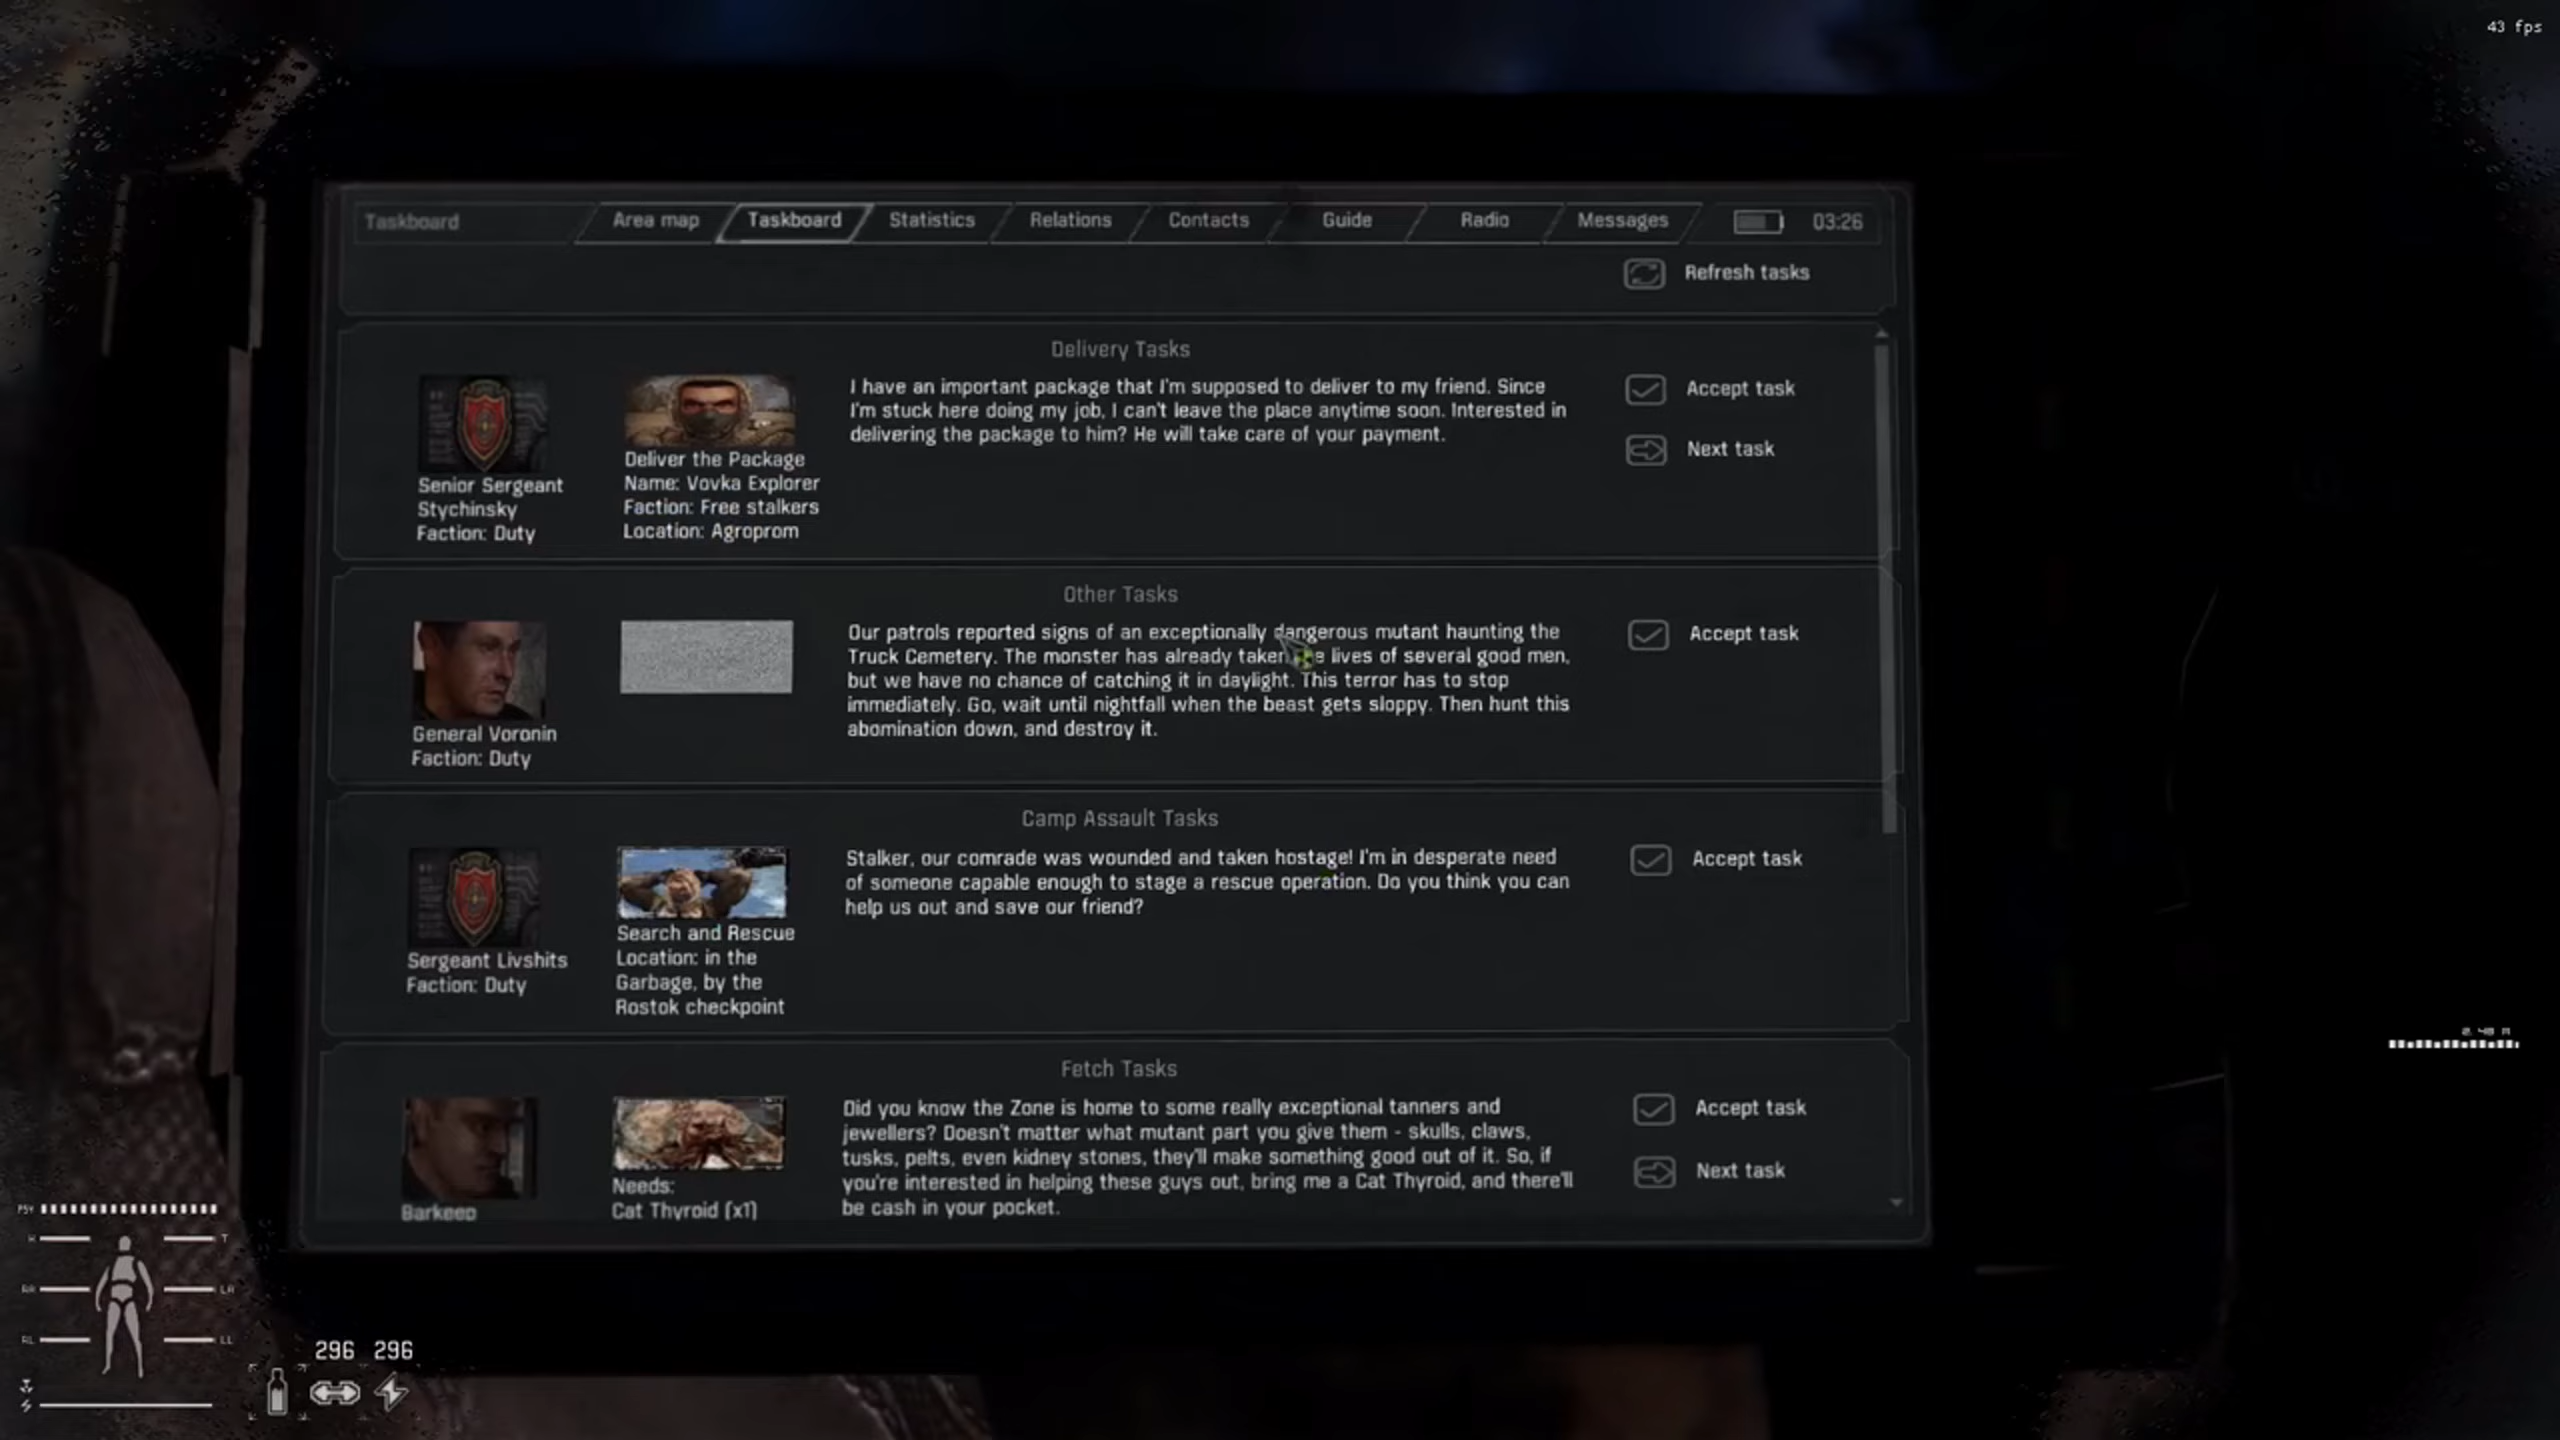 43 fps
Taskboard
Area map
Taskboard
Statistics
Relations
Contacts
Guide
Radio
Messages
03:26
Refresh tasks
Delivery Tasks
I have an important package that I'm supposed to deliver to my friend. Since
I'm stuck here doing my job, I can't leave the place anytime soon. Interested in
delivering the package to him? He will take care of your payment.
Accept task
Next task
Deliver the Package
Name: Vovka Explorer
Faction: Free stalkers
Location: Agroprom
Senior Sergeant
Stychinsky
Faction: Duty
Other Tasks
Our patrols reported signs of an exceptionally dangerous mutant haunting the
Truck Cemetery. The monster has already taken lives of several good men,
but we have no chance of catching it in daylight. This terror has to stop
immediately. Go, wait until nightfall when the beast gets sloppy. Then hunt this
abomination down, and destroy it.
Accept task
General Voronin
Faction: Duty
Camp Assault Tasks
Stalker, our comrade was wounded and taken hostage! I'm in desperate need
of someone capable enough to stage a rescue operation. Do you think you can
help us out and save our friend?
Accept task
Search and Rescue
Location: in the
Garbage, by the
Rostok checkpoint
Sergeant Livshits
Faction: Duty
Fetch Tasks
Did you know the Zone is home to some really exceptional tanners and
jewellers? Doesn't matter what mutant part you give them - skulls, claws,
tusks, pelts, even kidney stones, they'll make something good out of it. So, if
you're interested in helping these guys out, bring me a Cat Thyroid, and there'll
be cash in your pocket.
Accept task
Next task
Needs:
Cat Thyroid (x1)
Barkeep
PSY
T
RA
LA
RL
LL
296 296